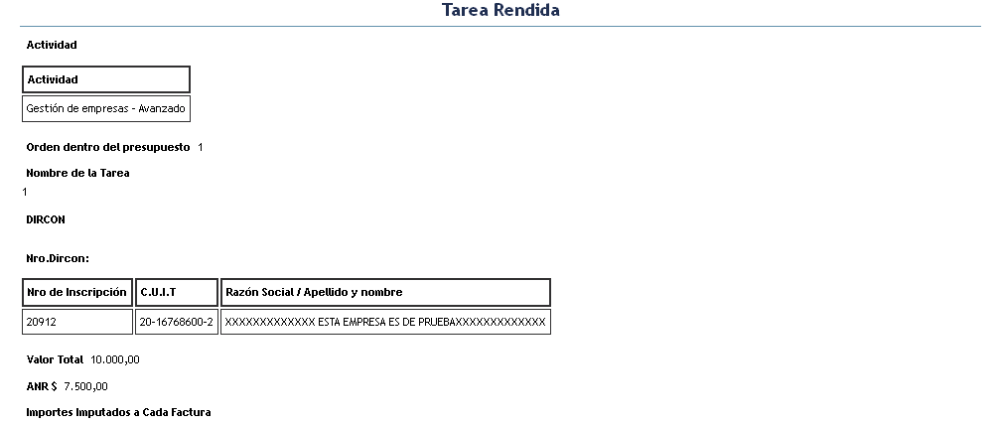 Tarea Rendida
Actividad
Actividad
Gestión de empresas - Avanzado
Orden dentro del presupuesto 1
Nombre de la Tarea
1
DIRCON
Nro.Dircon:
Nro de Inscripción C.U.I.T Razón Social / Apellido y nombre
20912 20-16768600-2 XXXXXXXXXXXXX ESTA EMPRESA ES DE PRUEBAXXXXXXXXXXXXX
Valor Total 10.000,00
ANR $ 7.500,00
Importes Imputados a Cada Factura